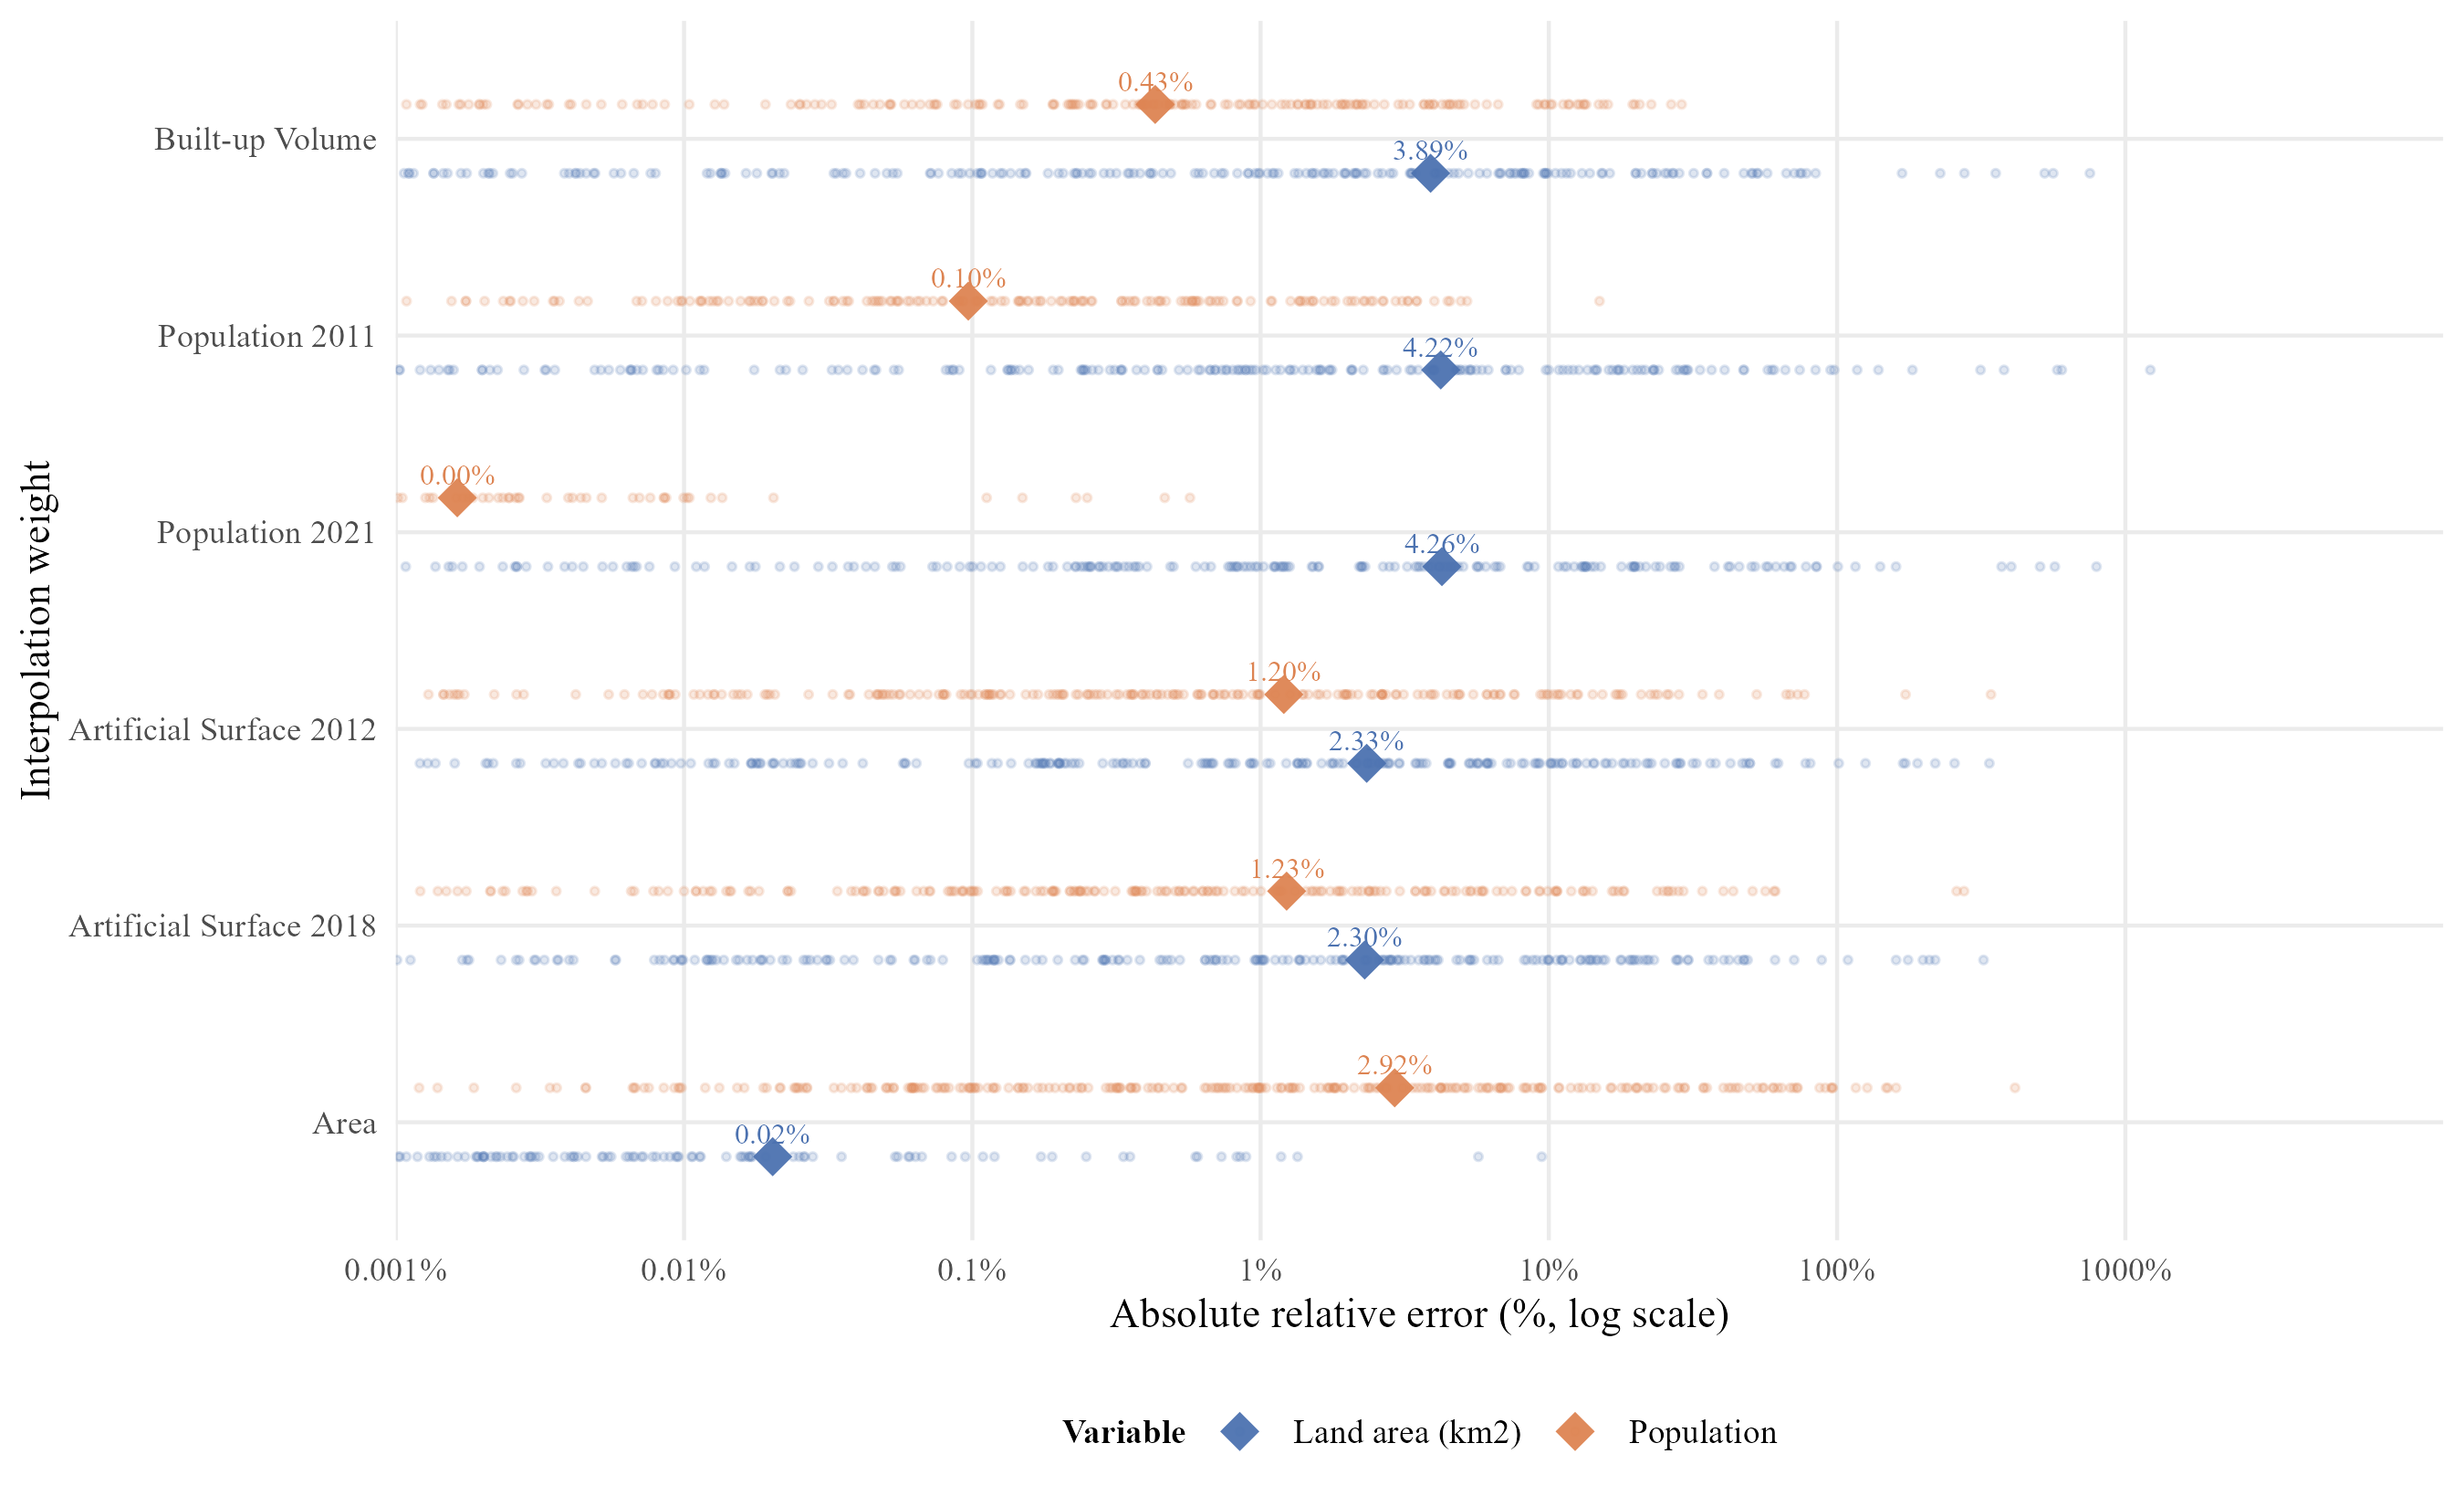 0.43%
Built-up Volume
3.89%
0.10%
Population 2011
4.22%
0.00%
Population 2021
4.26%
1.20%
Artificial Surface 2012
2.33%
1.23%
Artificial Surface 2018
2.30%
2.92%
Area
0.02%
Interpolation weight
0.001% 0.01% 0.1% 1% 10% 100% 1000%
Absolute relative error (%, log scale)
Variable Land area (km2) Population